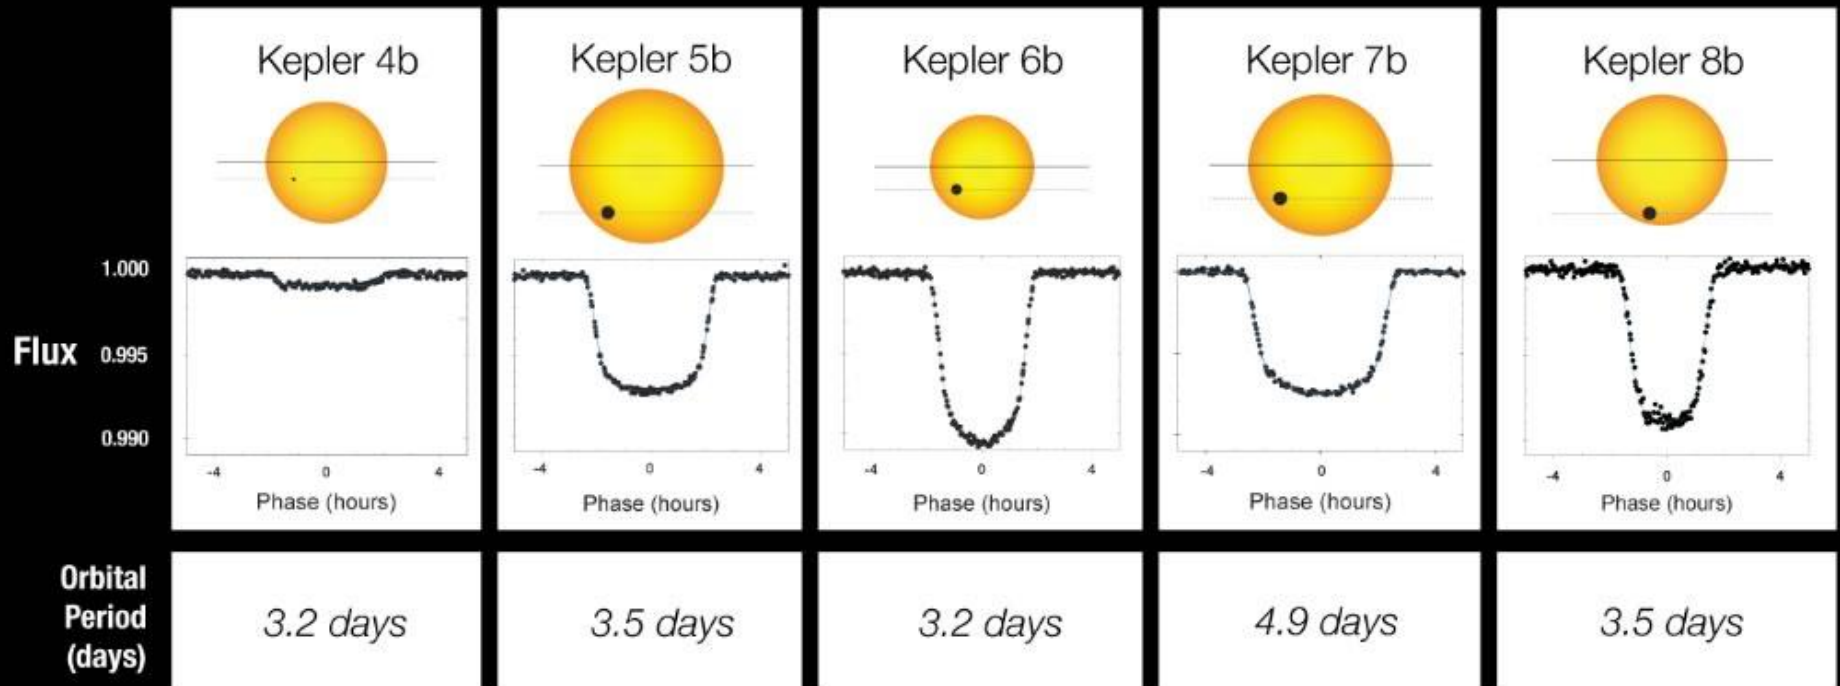 Kepler 4b
Kepler 5b
Kepler 6b
Kepler 7b
Kepler 8b
Flux
1.000
0.995
0.990
-4 0 4
Phase (hours)
-4 0 4
Phase (hours)
-4 0 4
Phase (hours)
-4 0 4
Phase (hours)
-4 0 4
Phase (hours)
Orbital
Period
(days)
3.2 days
3.5 days
3.2 days
4.9 days
3.5 days